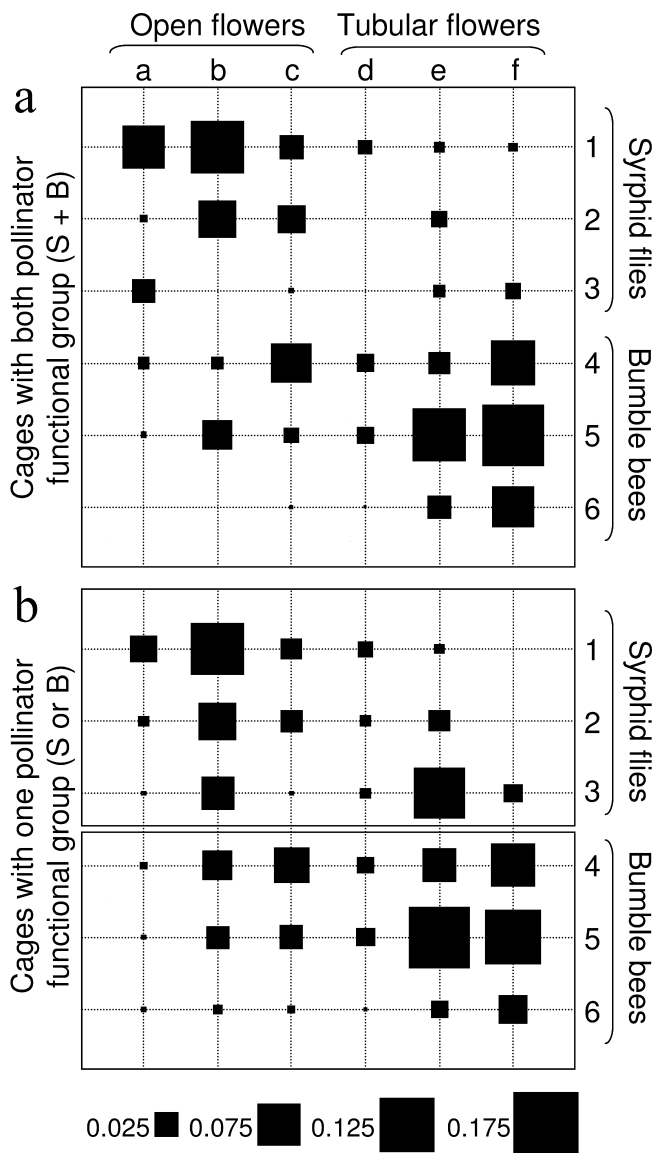 Open flowers Tubular flowers
a b c d e f
a
Cages with both pollinator
functional group (S + B)
1
2
3
4
5
6
Syrphid flies
Bumble bees
b
Cages with one pollinator
functional group (S or B)
1
2
3
4
5
6
Syrphid flies
Bumble bees
0.025 0.075 0.125 0.175